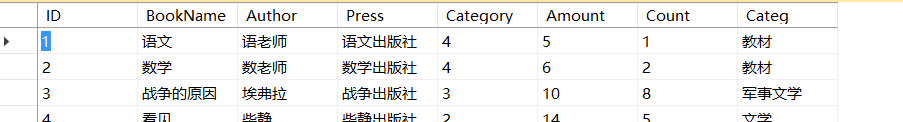 ID BookName Author Press Category Amount Count Categ
1 语文 语老师 语文出版社 4 5 1 教材
2 数学 数老师 数学出版社 4 6 2 教材
3 战争的原因 埃弗拉 战争出版社 3 10 8 军事文学
4 看见 柴静 柴静出版社 2 14 5 文学